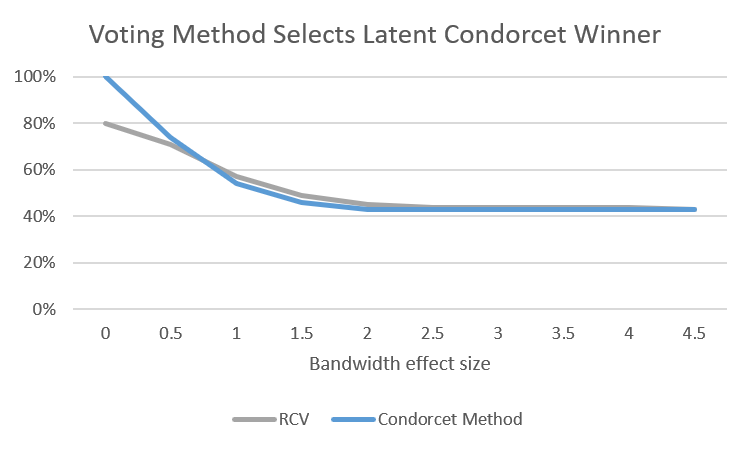 Voting Method Selects Latent Condorcet Winner
100%
80%
60%
40%
20%
0%
0 0.5 1 1.5 2 2.5 3 3.5 4 4.5
Bandwidth effect size
RCV Condorcet Method